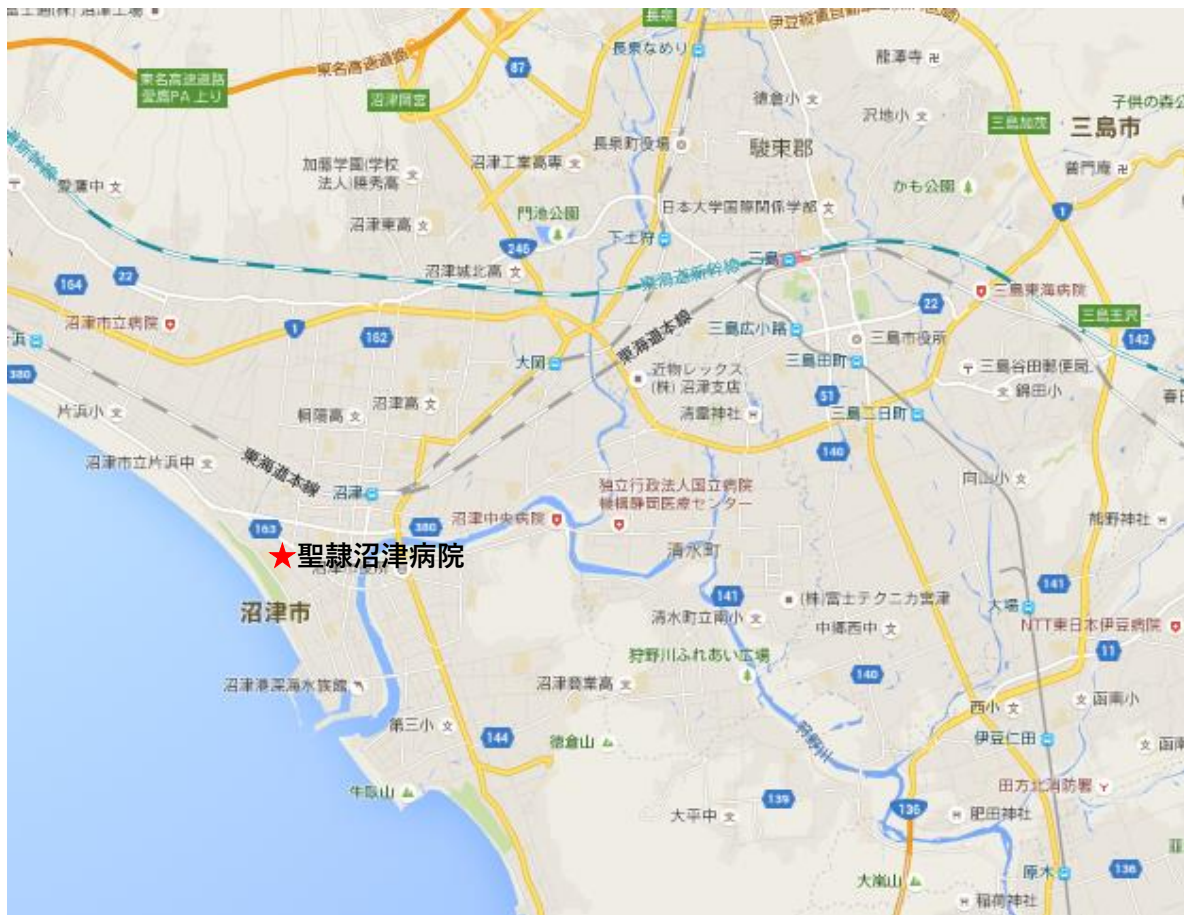 長泉
長泉なめり
龍澤寺
87
東名高速道路
東名高速道路
愛鷹PA 上り
沼津岡宮
徳倉小
沢地小
三島加茂
三島市
長泉町役場
駿東郡
加藤学園(学校
法人)暁秀高
沼津工業高専
普門庵
愛鷹中
かも公園
沼津東高
門池公園
日本大学国際関係学部
1
下土狩
246
三島
沼津城北高
東海道新幹線
22
164
三島東海病院
22
沼津市立病院
1
162
東海道本線
三島広小路
三島市役所
三島玉沢
142
大岡
近物レックス
(株) 沼津支店
三島田町
三島谷田郵便局
380
錦田小
片浜小
桐陽高
沼津高
51
清霊神社
三島二日町
140
沼津市立片浜中
東海道本線
沼津
独立行政法人国立病院
機構静岡医療センター
向山小
163
380
沼津中央病院
熊野神社
★聖隷沼津病院
清水町
沼津市
141
(株)富士テクニカ宮津
141
大場
清水町立南小
中郷西中
NTT東日本伊豆病院
狩野川ふれあい広場
11
沼津港深海水族館
沼津商業高
140
函南小
西小
第三小
144
徳倉山
狩野川
伊豆仁田
牛臥山
139
田方北消防署
大平中
136
肥田神社
大嵐山
原木
136
稲荷神社